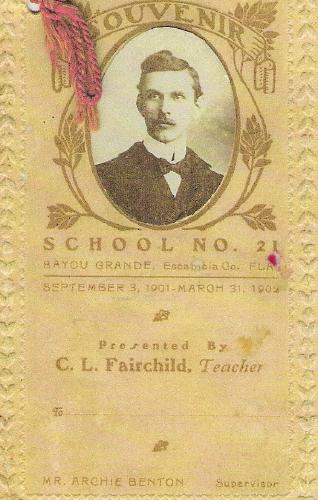 SOUVENIR
SCHOOL NO. 21
BAYOU GRANDE, Escambia Co. FLA.
SEPTEMBER 3, 1901-MARCH 31, 1902
Presented By
C. L. Fairchild, Teacher
To
MR. ARCHIE BENTON Supervisor